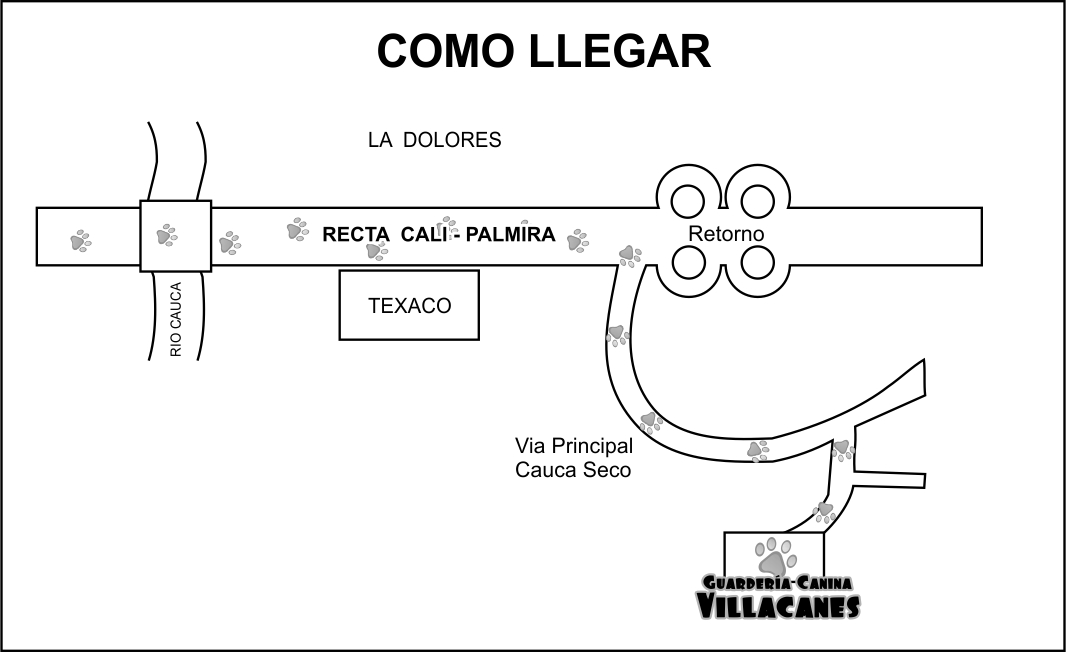 COMO LLEGAR
LA DOLORES
RECTA CALI - PALMIRA
Retorno
RIO CAUCA
TEXACO
Via Principal
Cauca Seco
GUARDERÍA-CANINA
VILLACANES